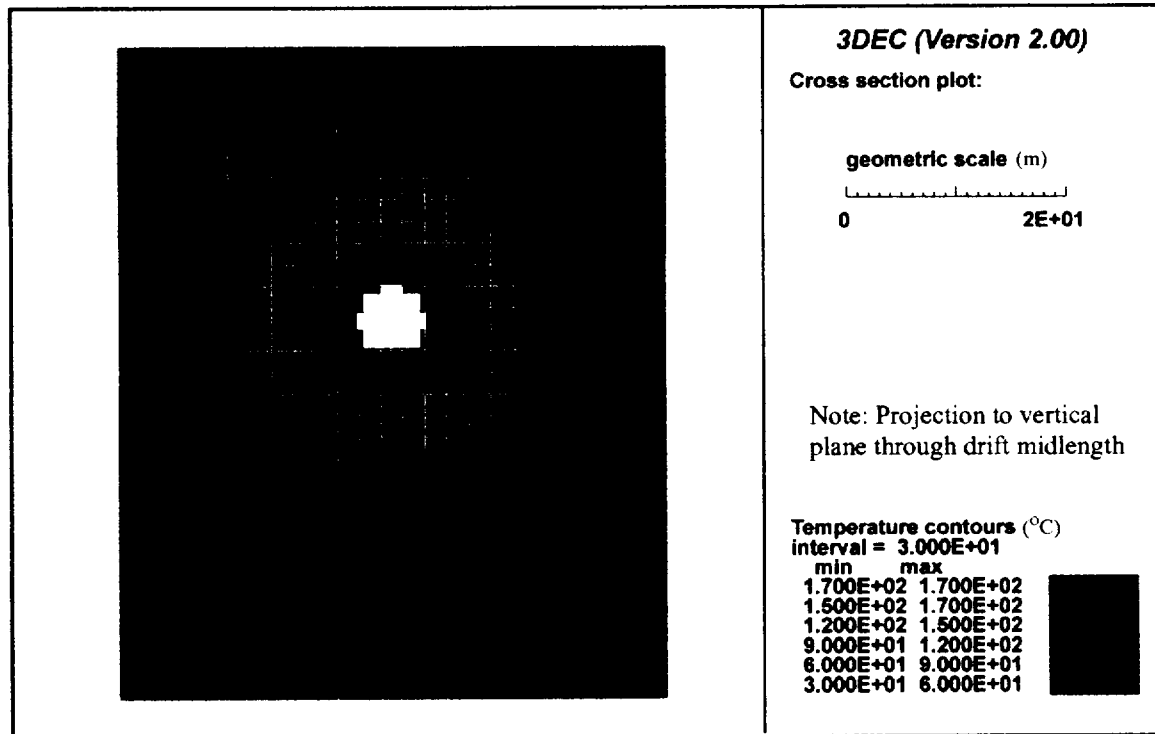 3DEC (Version 2.00)
Cross section plot:
geometric scale (m)
0 2E+01
Note: Projection to vertical
plane through drift midlength
Temperature contours (°C)
interval = 3.000E+01
min max
1.700E+02 1.700E+02
1.500E+02 1.700E+02
1.200E+02 1.500E+02
9.000E+01 1.200E+02
6.000E+01 9.000E+01
3.000E+01 6.000E+01